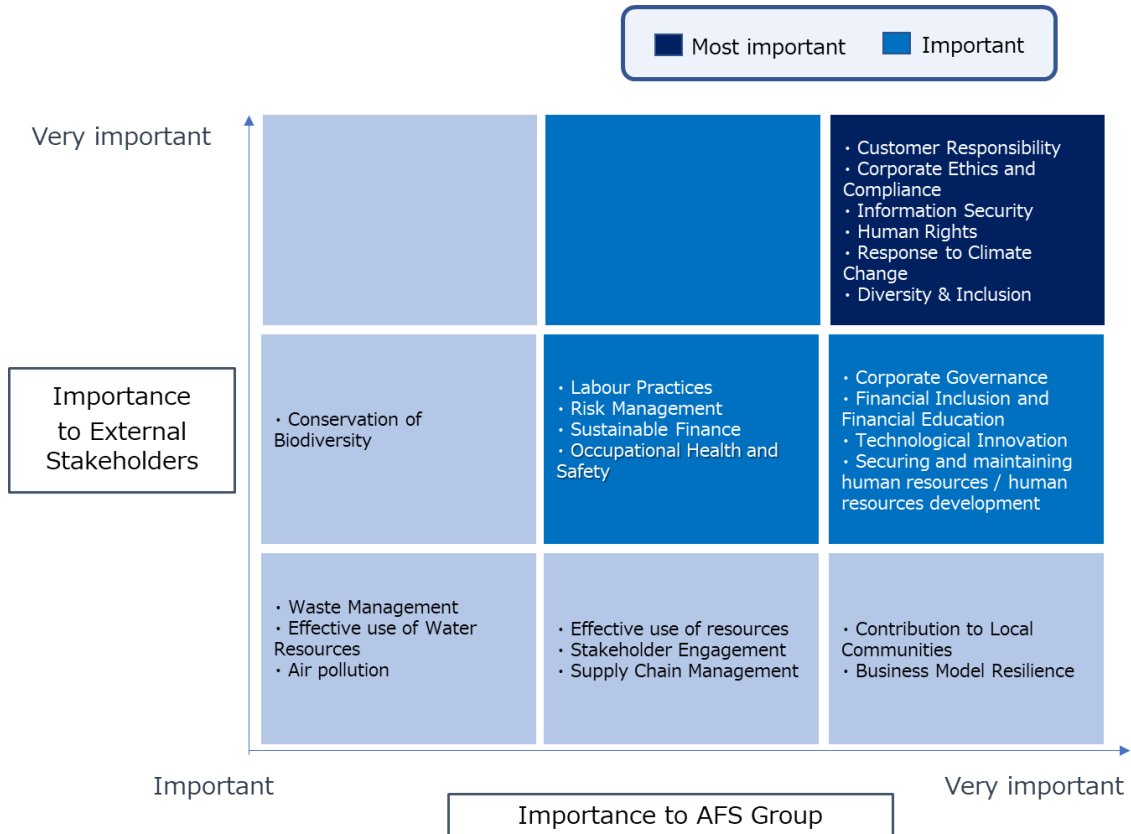 Most important
Important
Very important
・Customer Responsibility
・Corporate Ethics and
Compliance
・Information Security
・Human Rights
・Response to Climate
Change
・Diversity & Inclusion
Importance
to External
Stakeholders
・Conservation of
Biodiversity
・Labour Practices
・Risk Management
・Sustainable Finance
・Occupational Health and
Safety
・Corporate Governance
・Financial Inclusion and
Financial Education
・Technological Innovation
・Securing and maintaining
human resources / human
resources development
・Waste Management
・Effective use of Water
Resources
・Air pollution
・Effective use of resources
・Stakeholder Engagement
・Supply Chain Management
・Contribution to Local
Communities
・Business Model Resilience
Important
Very important
Importance to AFS Group